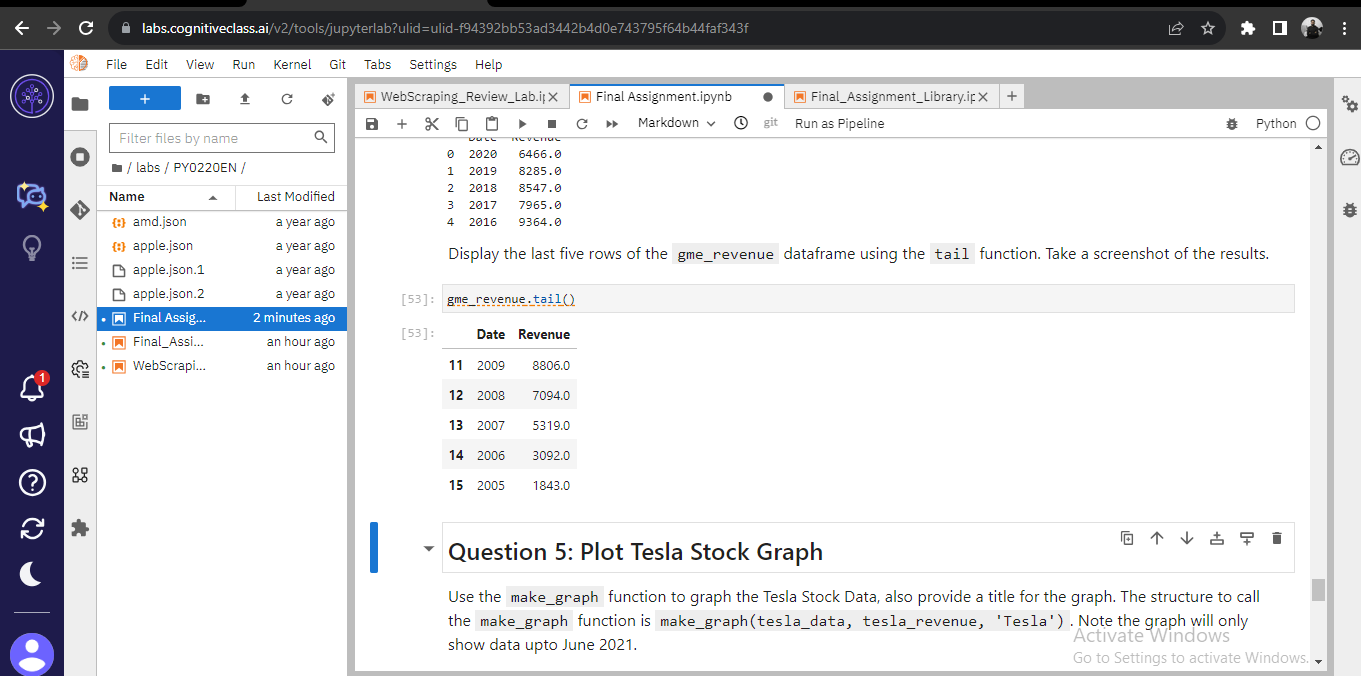 labs.cognitiveclass.ai/v2/tools/jupyterlab?ulid=ulid-f94392bb53ad3442b4d0e743795f64b44faf343f
File Edit View Run Kernel Git Tabs Settings Help
WebScraping_Review_Lab.ip Final Assignment.ipynb Final_Assignment_Library.ip
Markdown git Run as Pipeline Python
Filter files by name
/ labs / PY0220EN /
Name Last Modified
amd.json a year ago
apple.json a year ago
apple.json.1 a year ago
apple.json.2 a year ago
Final Assig... 2 minutes ago
Final_Assi... an hour ago
WebScrapi... an hour ago
1
Date Revenue
0 2020 6466.0
1 2019 8285.0
2 2018 8547.0
3 2017 7965.0
4 2016 9364.0
Display the last five rows of the gme_revenue dataframe using the tail function. Take a screenshot of the results.
[53]: gme_revenue.tail()
[53]: Date Revenue
11 2009 8806.0
12 2008 7094.0
13 2007 5319.0
14 2006 3092.0
15 2005 1843.0
Question 5: Plot Tesla Stock Graph
Use the make_graph function to graph the Tesla Stock Data, also provide a title for the graph. The structure to call
the make_graph function is make_graph(tesla_data, tesla_revenue, 'Tesla'). Note the graph will only
show data upto June 2021.
Activate Windows
Go to Settings to activate Windows.